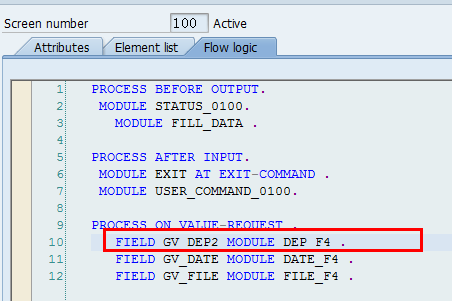 Screen number 100 Active
Attributes Element list Flow logic
1 PROCESS BEFORE OUTPUT.
2 MODULE STATUS_0100.
3 MODULE FILL_DATA .
4
5 PROCESS AFTER INPUT.
6 MODULE EXIT AT EXIT-COMMAND .
7 MODULE USER_COMMAND_0100.
8
9 PROCESS ON VALUE-REQUEST .
10 FIELD GV_DEP2 MODULE DEP_F4 .
11 FIELD GV_DATE MODULE DATE_F4 .
12 FIELD GV_FILE MODULE FILE_F4 .